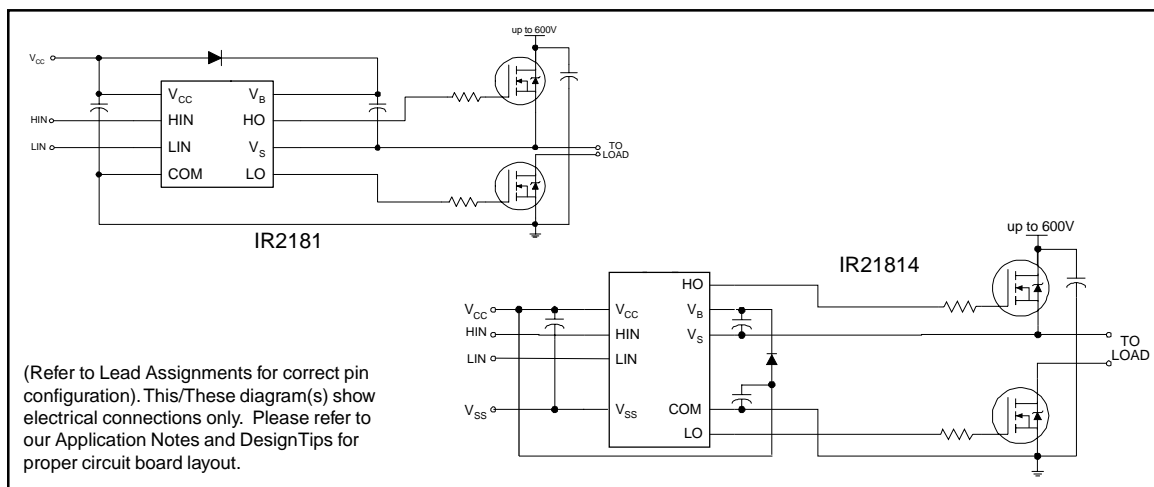 up to 600V
VCC
VCC
VB
HIN
HIN
HO
LIN
LIN
VS
TO
LOAD
COM
LO
IR2181
up to 600V
IR21814
HO
VCC
VCC
VB
HIN
HIN
VS
TO
LOAD
LIN
LIN
VSS
VSS
COM
LO
(Refer to Lead Assignments for correct pin
configuration). This/These diagram(s) show
electrical connections only. Please refer to
our Application Notes and DesignTips for
proper circuit board layout.